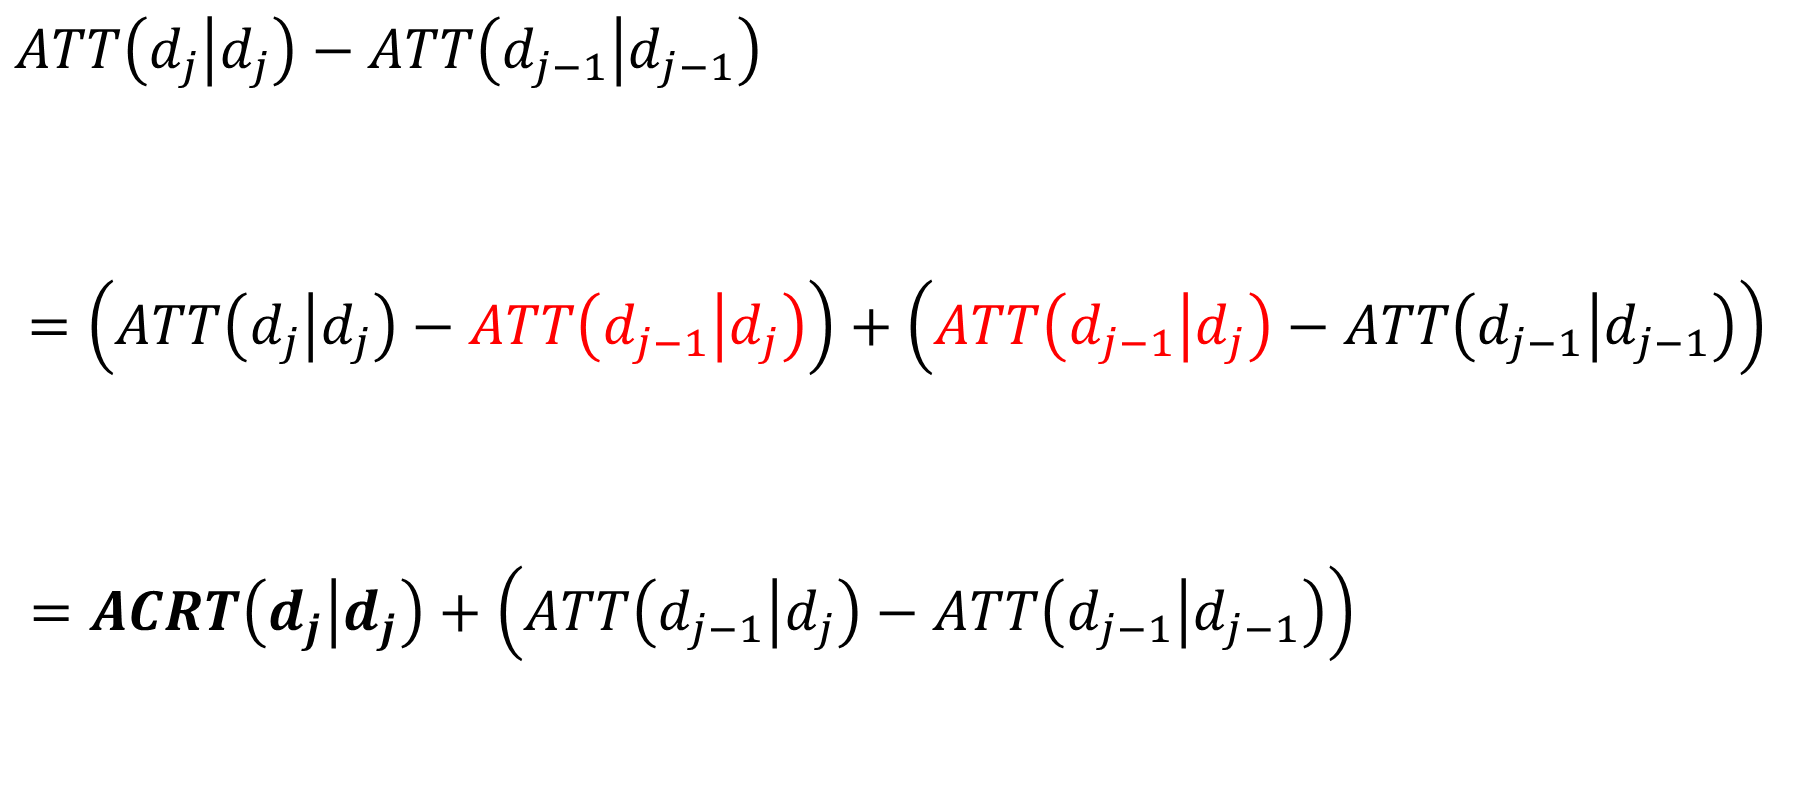 ATT(d_j|d_j) − ATT(d_{j−1}|d_{j−1})
= (ATT(d_j|d_j) − ATT(d_{j−1}|d_j)) + (ATT(d_{j−1}|d_j) − ATT(d_{j−1}|d_{j−1}))
= ACRT(d_j|d_j) + (ATT(d_{j−1}|d_j) − ATT(d_{j−1}|d_{j−1}))